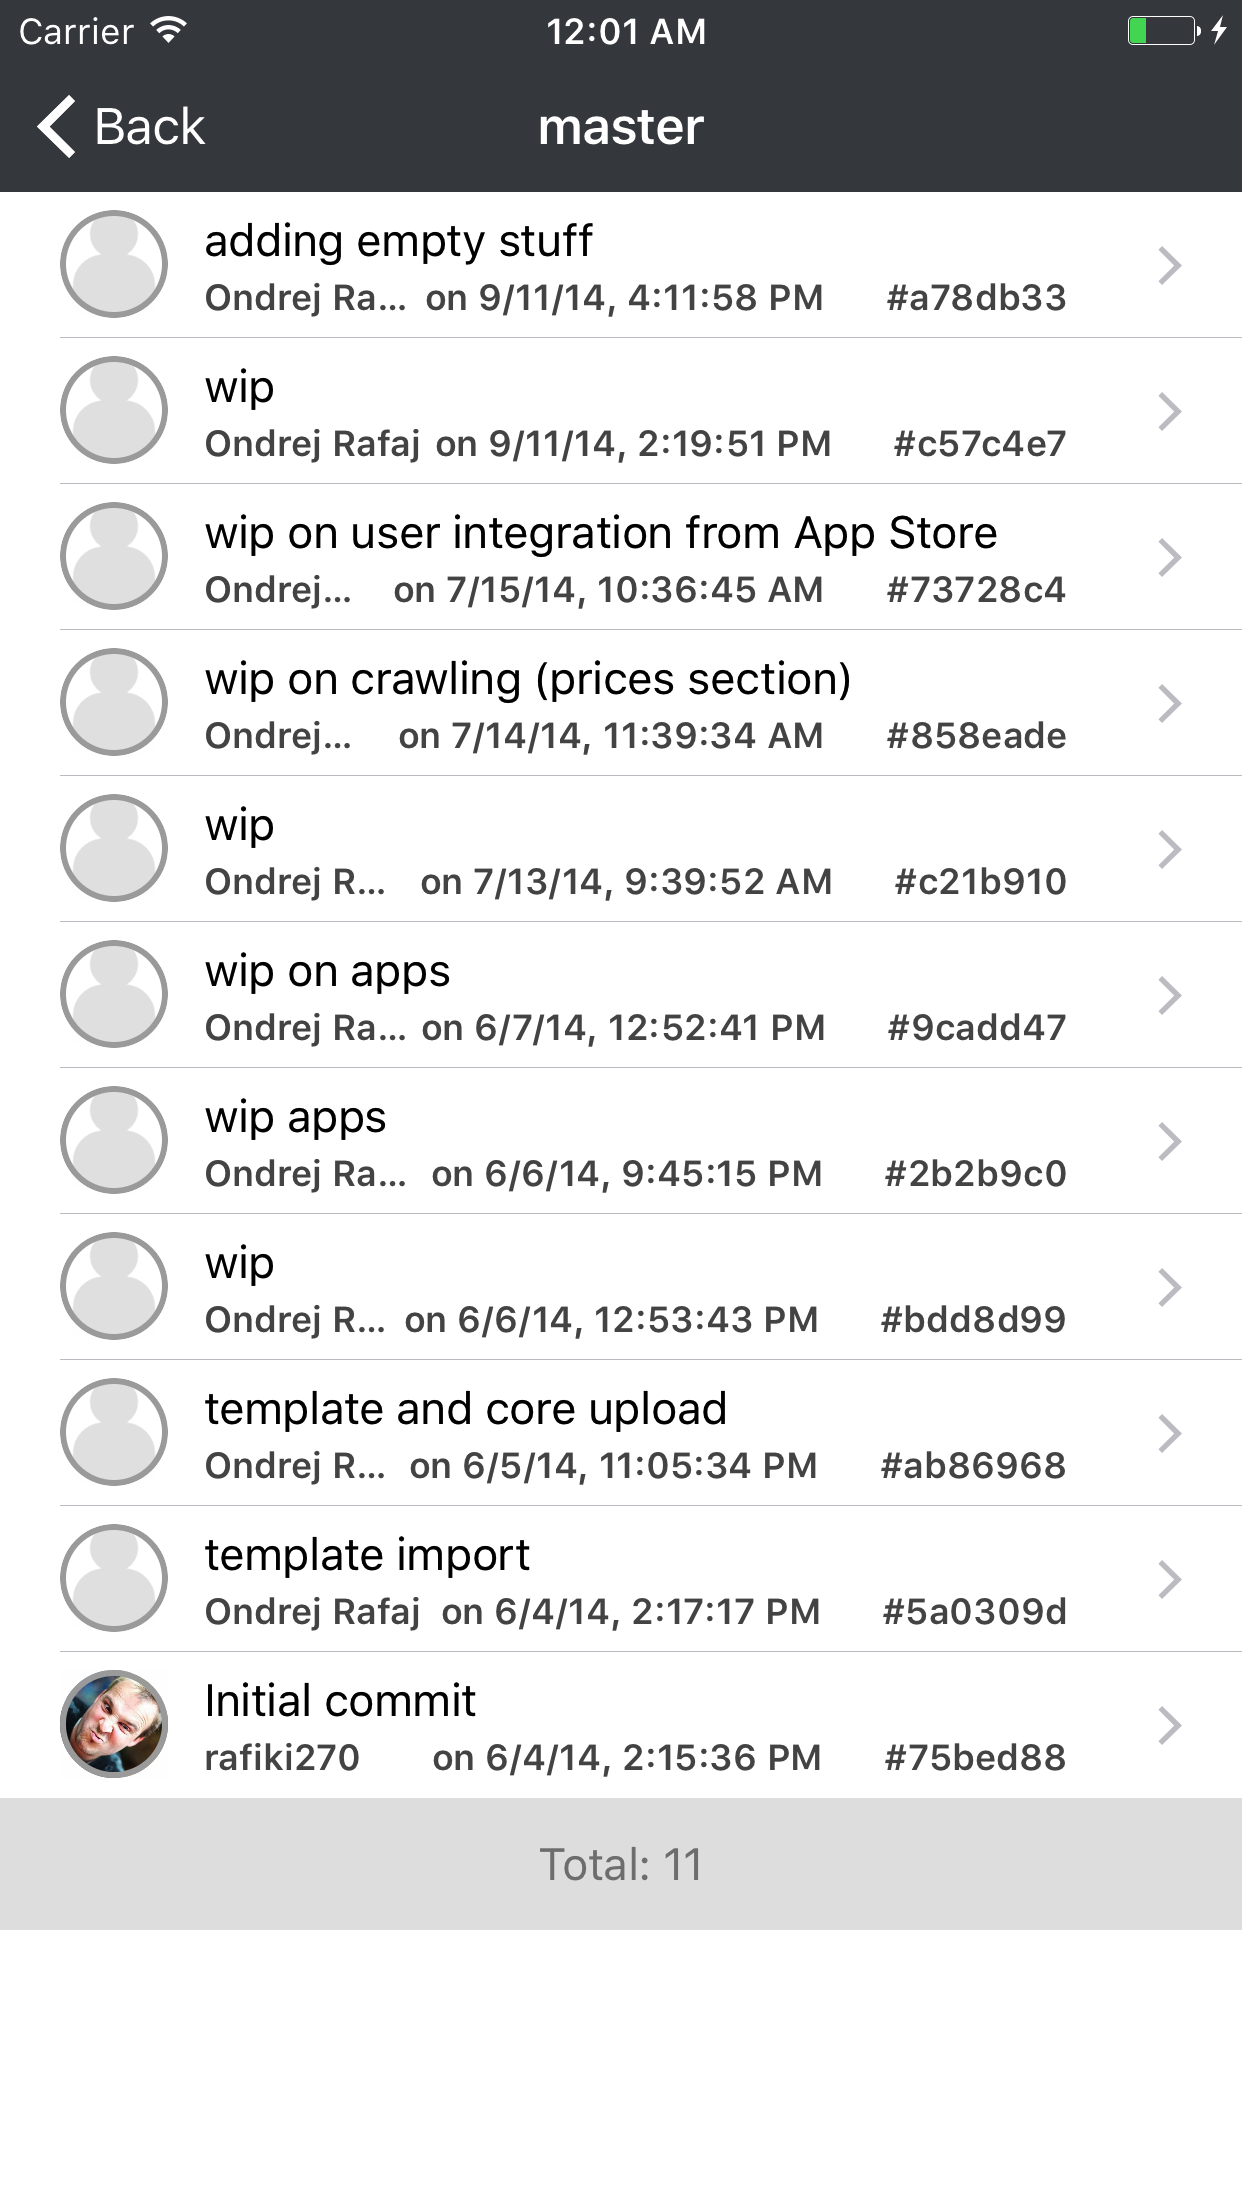 Carrier 12:01 AM
Back master
adding empty stuff
Ondrej Ra... on 9/11/14, 4:11:58 PM #a78db33
wip
Ondrej Rafaj on 9/11/14, 2:19:51 PM #c57c4e7
wip on user integration from App Store
Ondrej... on 7/15/14, 10:36:45 AM #73728c4
wip on crawling (prices section)
Ondrej... on 7/14/14, 11:39:34 AM #858eade
wip
Ondrej R... on 7/13/14, 9:39:52 AM #c21b910
wip on apps
Ondrej Ra... on 6/7/14, 12:52:41 PM #9cadd47
wip apps
Ondrej Ra... on 6/6/14, 9:45:15 PM #2b2b9c0
wip
Ondrej R... on 6/6/14, 12:53:43 PM #bdd8d99
template and core upload
Ondrej R... on 6/5/14, 11:05:34 PM #ab86968
template import
Ondrej Rafaj on 6/4/14, 2:17:17 PM #5a0309d
Initial commit
rafiki270 on 6/4/14, 2:15:36 PM #75bed88
Total: 11